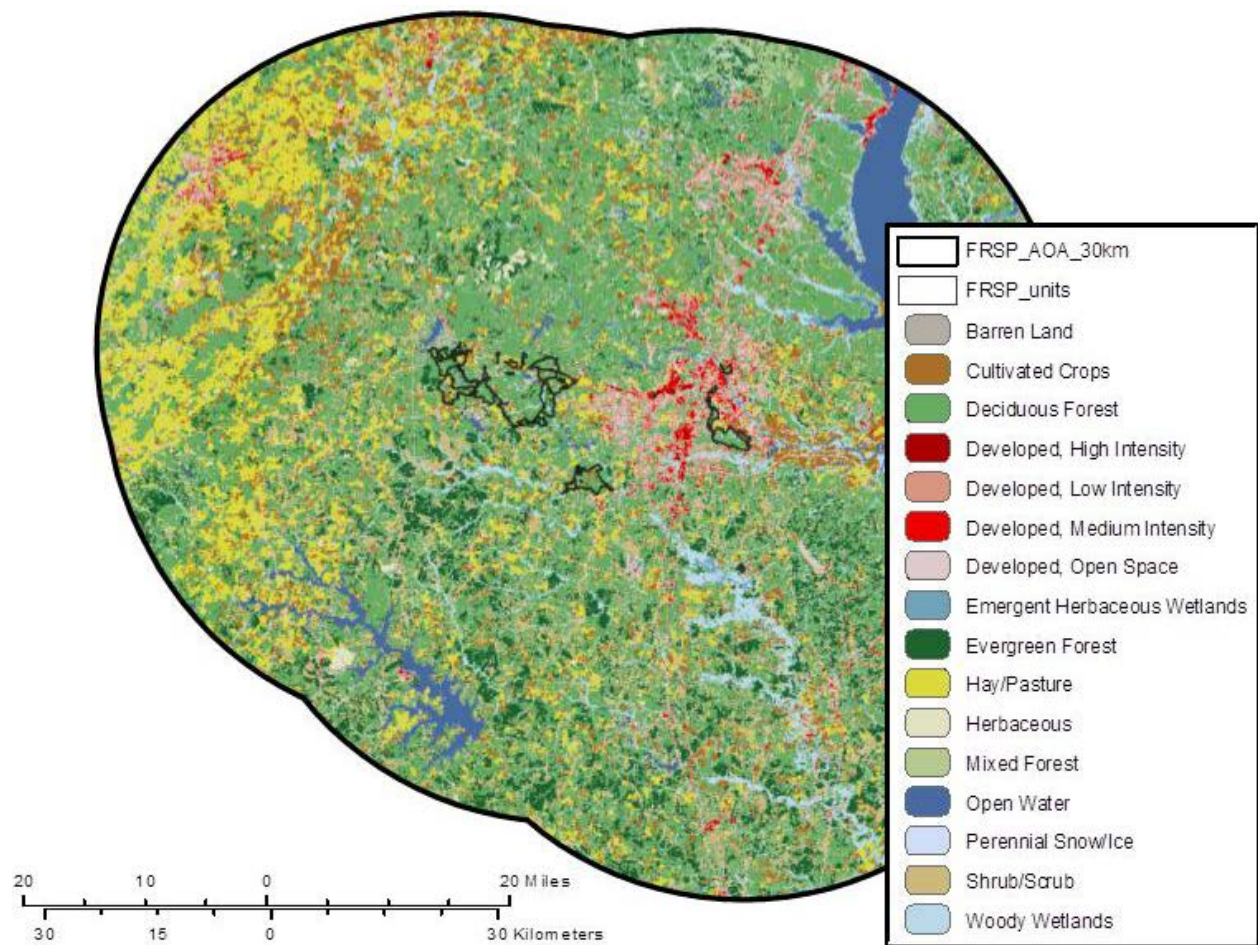 FRSP_AOA_30km
FRSP_units
Barren Land
Cultivated Crops
Deciduous Forest
Developed, High Intensity
Developed, Low Intensity
Developed, Medium Intensity
Developed, Open Space
Emergent Herbaceous Wetlands
Evergreen Forest
Hay/Pasture
Herbaceous
Mixed Forest
Open Water
Perennial Snow/Ice
Shrub/Scrub
Woody Wetlands
20 10 0 20 Miles
30 15 0 30 Kilometers